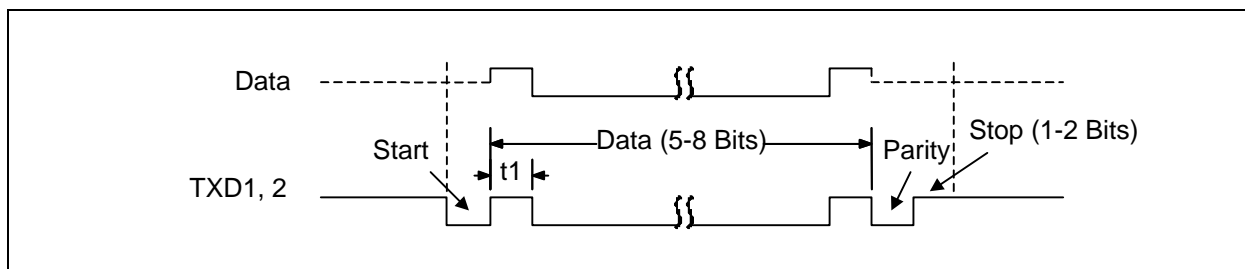 Data
Data (5-8 Bits)
Stop (1-2 Bits)
Start
Parity
t1
TXD1, 2